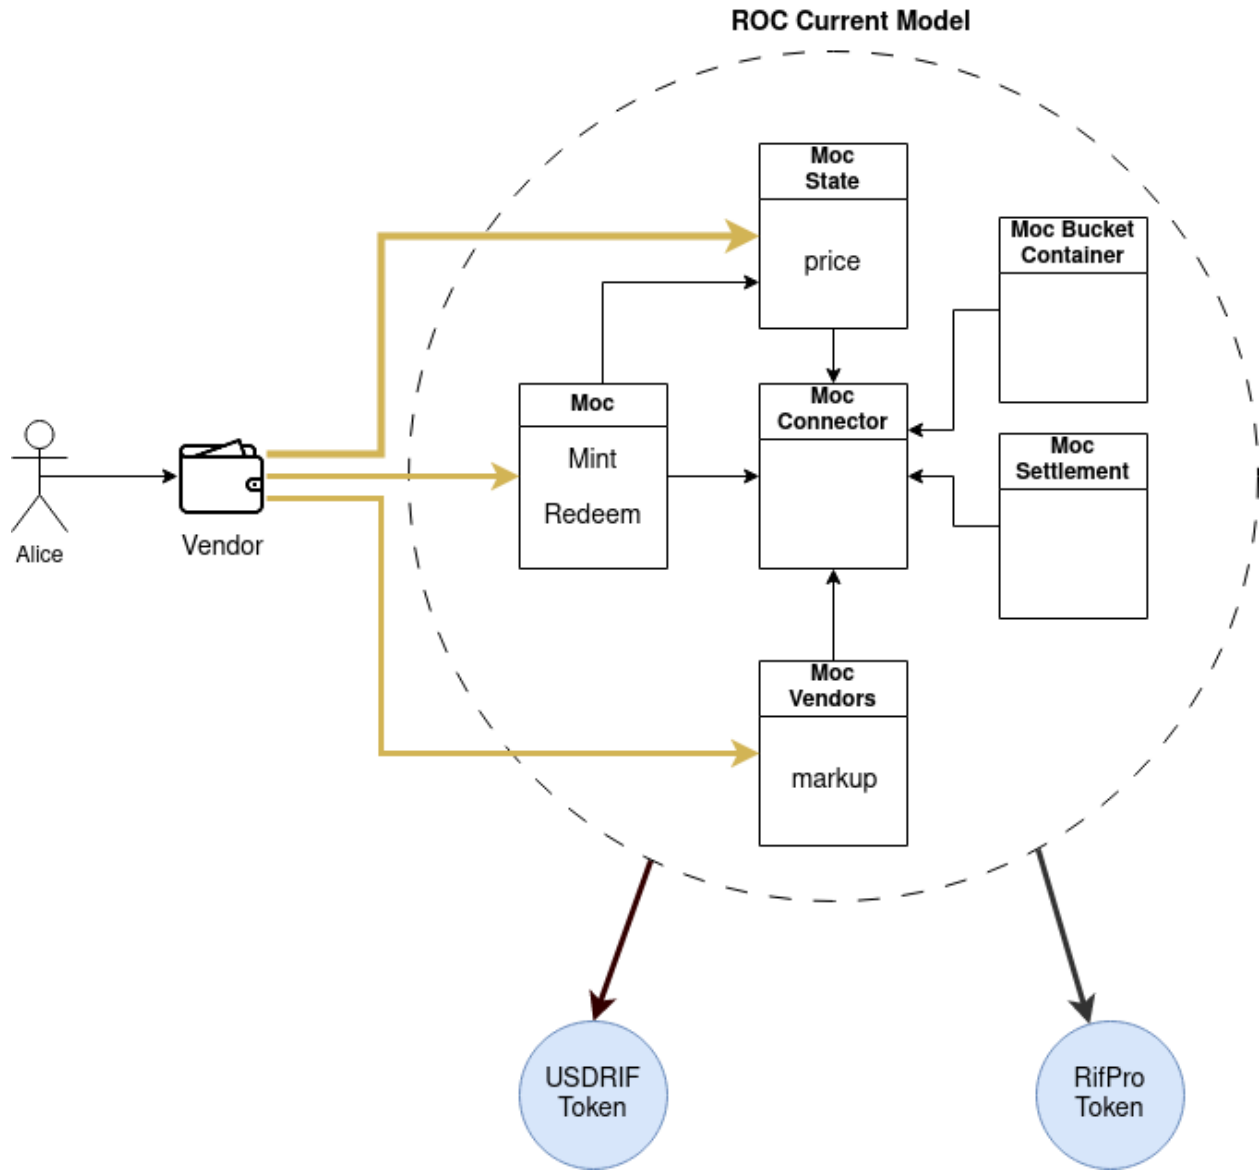 ROC Current Model
Moc
State
price
Moc Bucket
Container
Moc
Mint
Redeem
Moc
Connector
Moc
Settlement
Alice
Vendor
Moc
Vendors
markup
USDRIF
Token
RifPro
Token